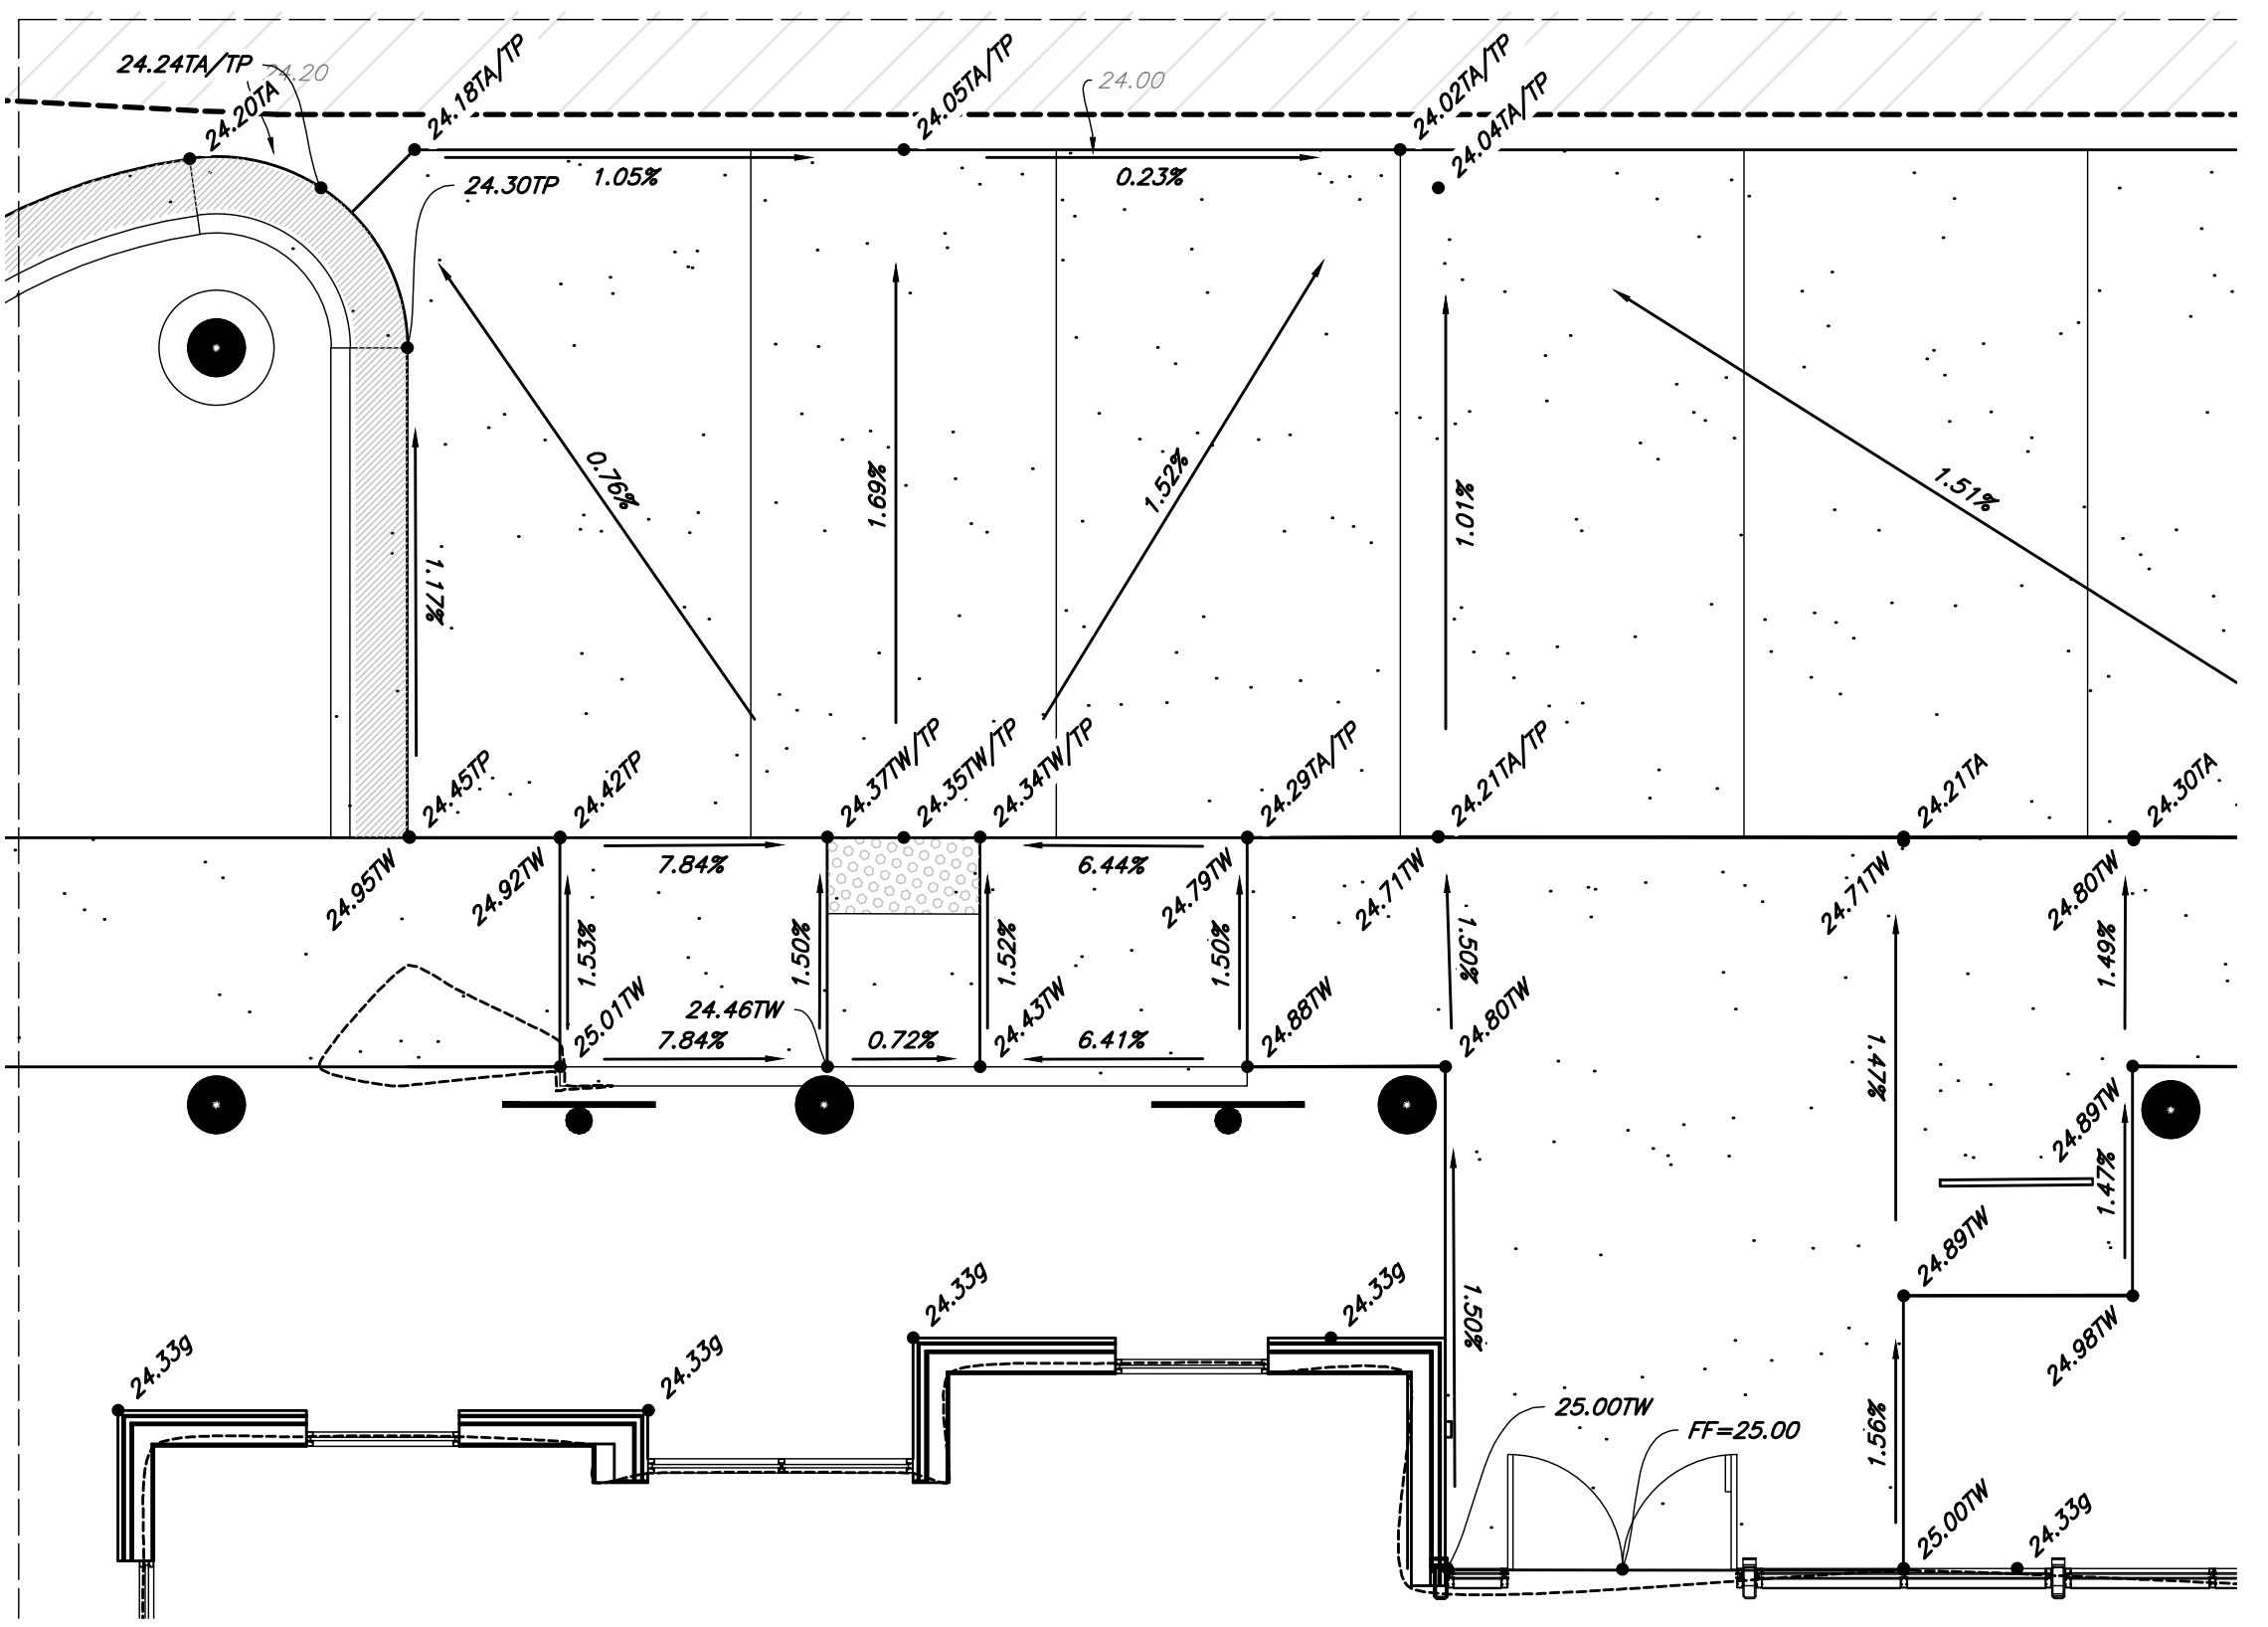 24.24TA/TP
24.20
24.20TA
24.18TA/TP
24.05TA/TP
24.00
24.02TA/TP
24.04TA/TP
24.30TP
1.05%
0.23%
0.76%
1.69%
1.52%
1.01%
1.51%
1.17%
24.45TP
24.42TP
24.37TW/TP
24.35TW/TP
24.34TW/TP
24.29TA/TP
24.21TA/TP
24.21TA
24.30TA
24.95TW
24.92TW
7.84%
6.44%
24.79TW
24.71TW
24.71TW
24.80TW
1.53%
1.50%
1.52%
1.50%
1.50%
1.49%
25.01TW
24.46TW
24.43TW
24.88TW
24.80TW
7.84%
0.72%
6.41%
1.47%
24.89TW
1.47%
24.89TW
24.33g
24.33g
24.33g
24.33g
1.50%
24.98TW
25.00TW
FF=25.00
1.56%
25.00TW
24.33g